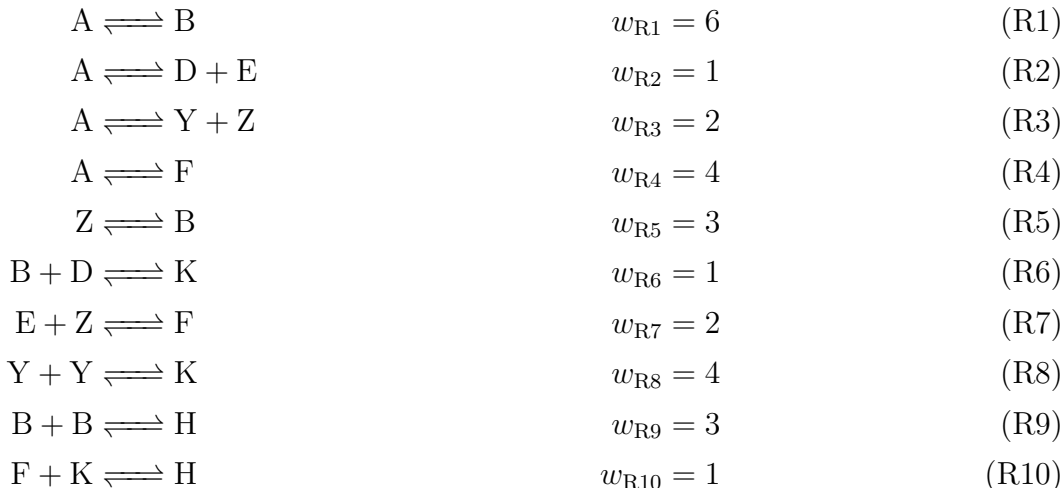 A ⇌ B w_R1 = 6 (R1)
A ⇌ D + E w_R2 = 1 (R2)
A ⇌ Y + Z w_R3 = 2 (R3)
A ⇌ F w_R4 = 4 (R4)
Z ⇌ B w_R5 = 3 (R5)
B + D ⇌ K w_R6 = 1 (R6)
E + Z ⇌ F w_R7 = 2 (R7)
Y + Y ⇌ K w_R8 = 4 (R8)
B + B ⇌ H w_R9 = 3 (R9)
F + K ⇌ H w_R10 = 1 (R10)